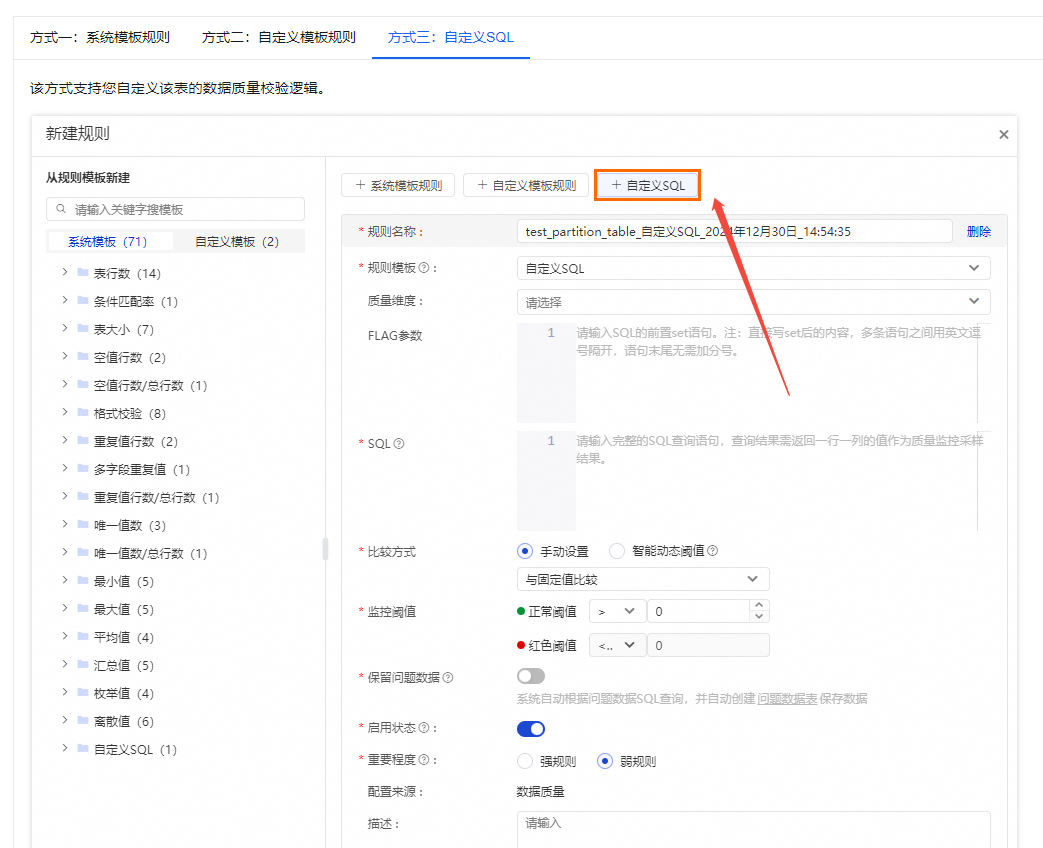 方式一：系统模板规则 方式二：自定义模板规则 方式三：自定义SQL
该方式支持您自定义该表的数据质量校验逻辑。
新建规则
从规则模板新建
请输入关键字搜模板
系统模板（71） 自定义模板（2）
表行数（14）
条件匹配率（1）
表大小（7）
空值行数（2）
空值行数/总行数（1）
格式校验（8）
重复值行数（2）
多字段重复值（1）
重复值行数/总行数（1）
唯一值数（3）
唯一值数/总行数（1）
最小值（5）
最大值（5）
平均值（4）
汇总值（5）
枚举值（4）
离散值（6）
自定义SQL（1）
+ 系统模板规则 + 自定义模板规则 + 自定义SQL
* 规则名称： test_partition_table_自定义SQL_2024年12月30日_14:54:35 删除
* 规则模板： 自定义SQL
质量维度： 请选择
FLAG参数 1 请输入SQL的前置set语句。注：直接写set后的内容，多条语句之间用英文逗
号隔开，语句末尾无需加分号。
* SQL 1 请输入完整的SQL查询语句，查询结果需返回一行一列的值作为质量监控采样
结果。
* 比较方式 手动设置 智能动态阈值
与固定值比较
* 监控阈值 正常阈值 > 0
红色阈值 <.. 0
* 保留问题数据
系统自动根据问题数据SQL查询，并自动创建问题数据表保存数据
* 启用状态：
* 重要程度： 强规则 弱规则
配置来源： 数据质量
描述： 请输入